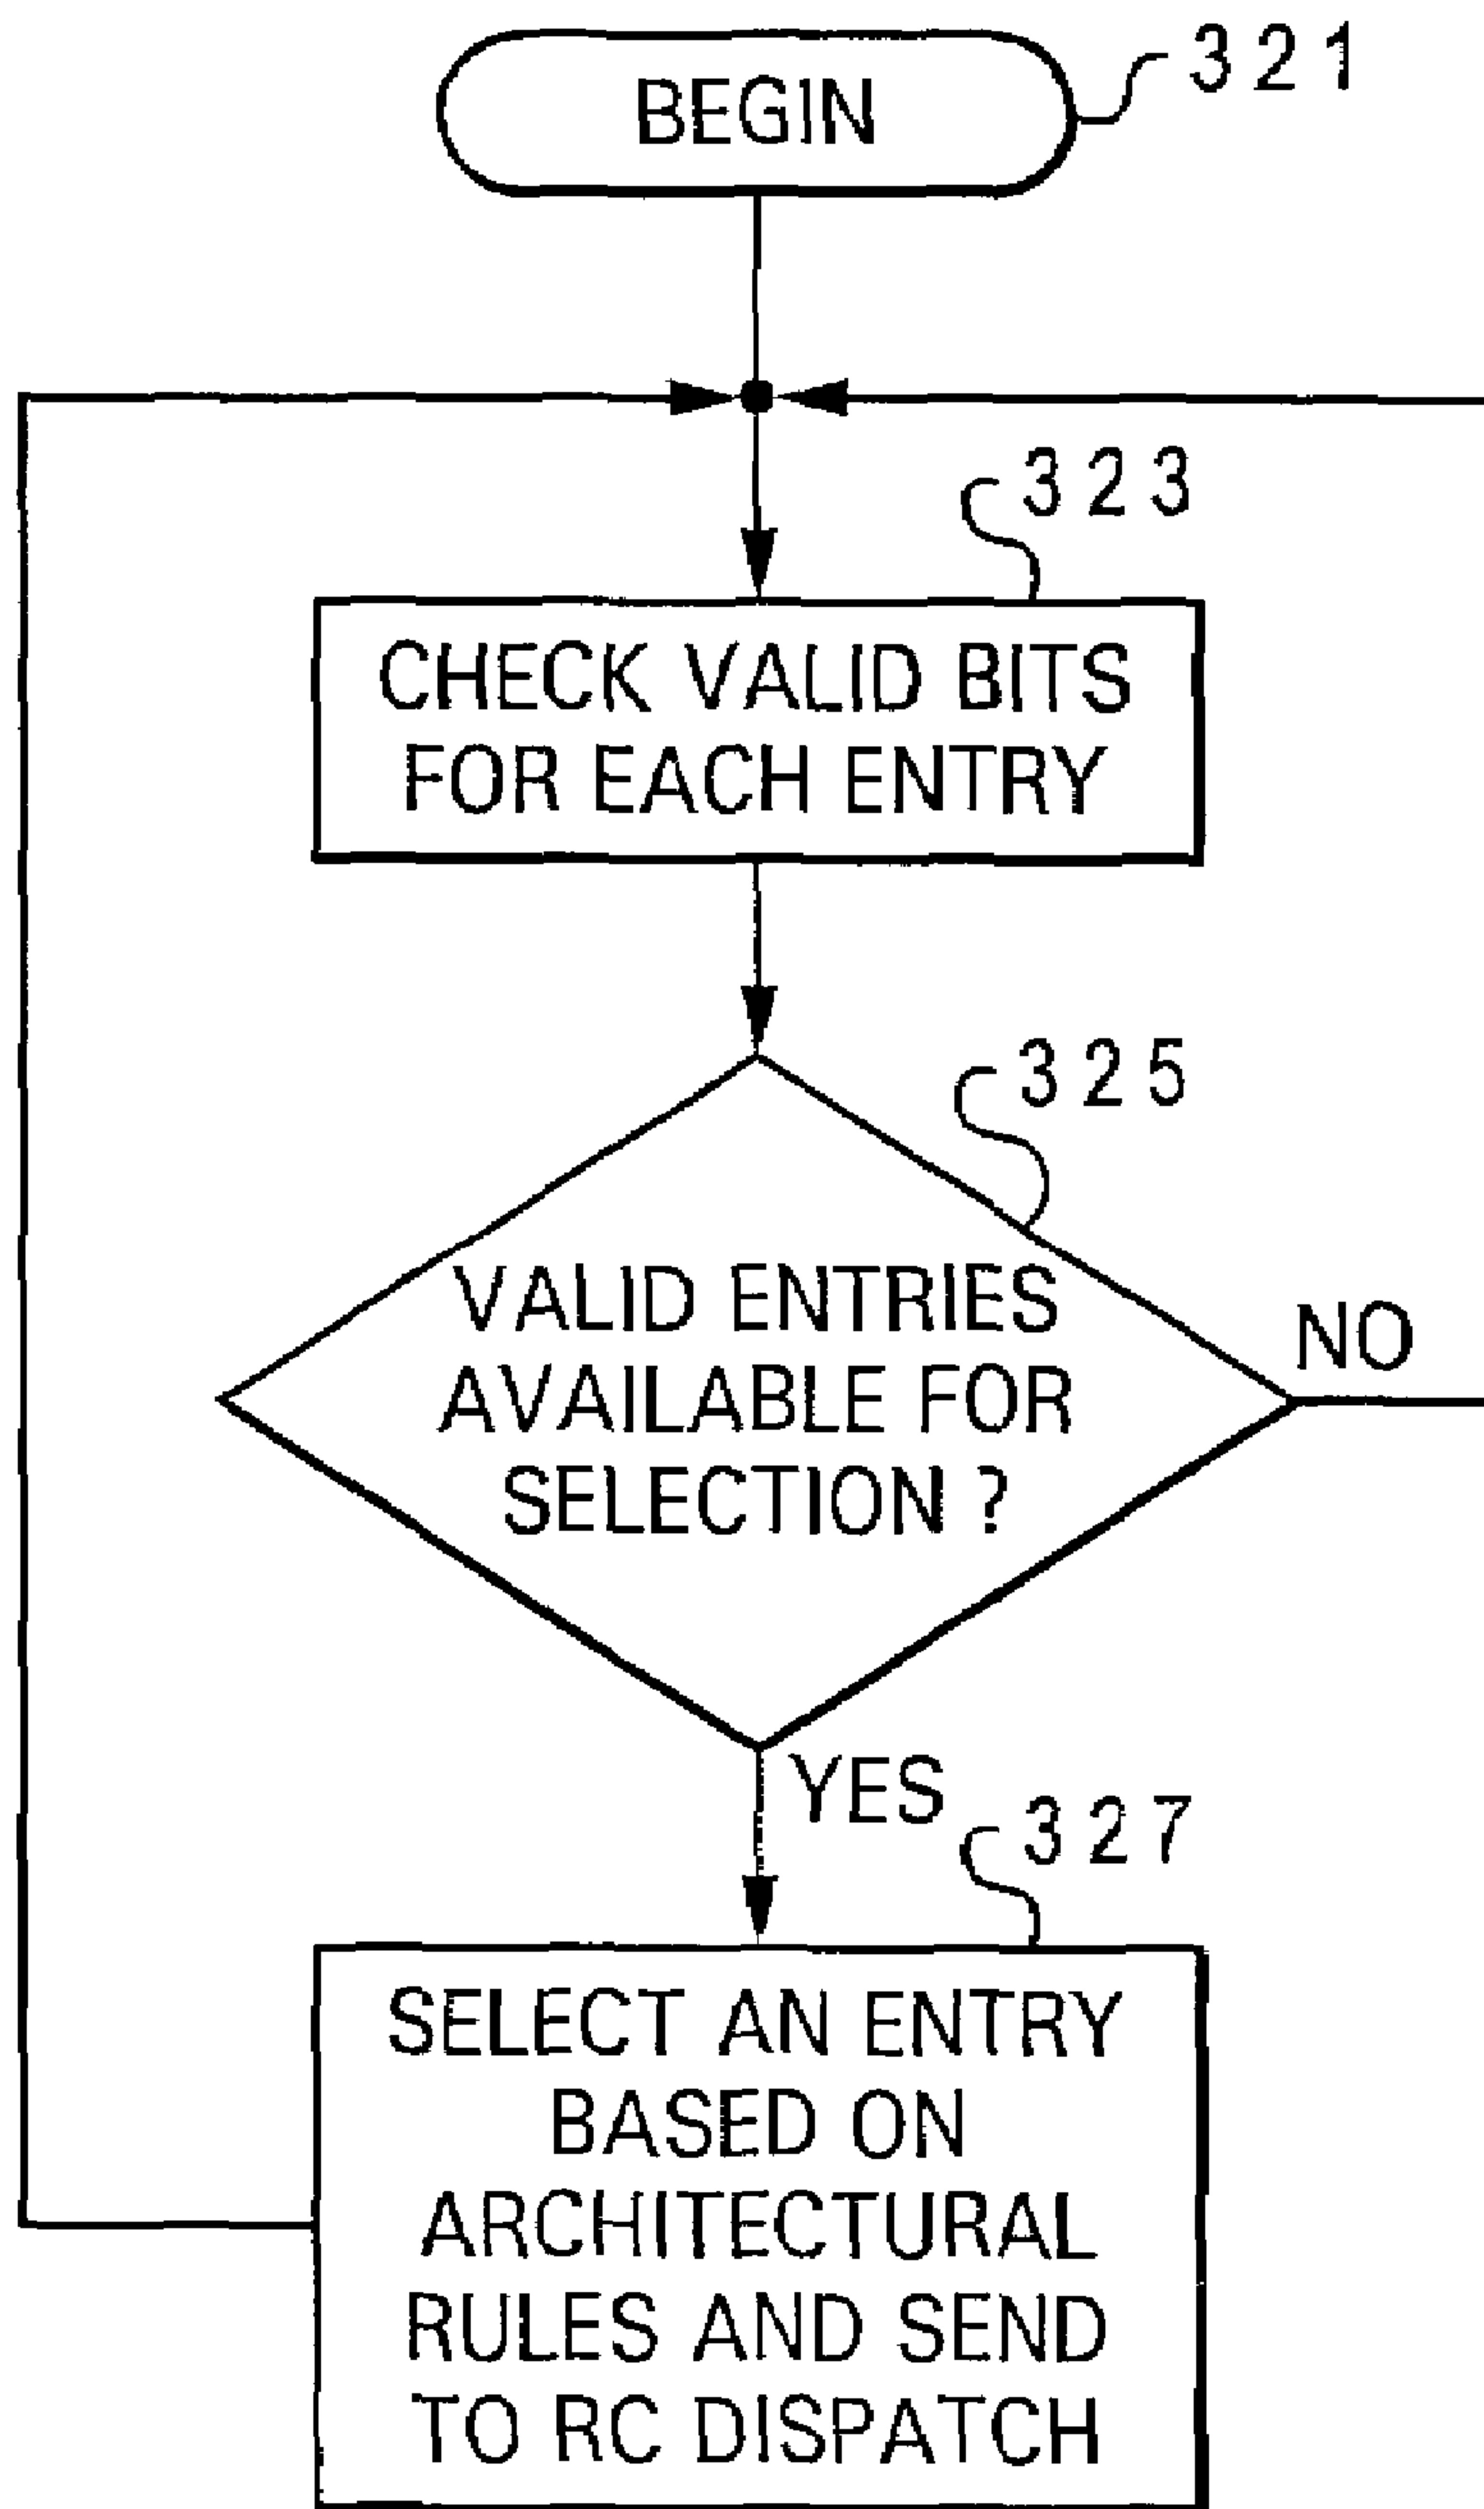 BEGIN
321
323
CHECK VALID BITS
FOR EACH ENTRY
325
VALID ENTRIES
AVAILABLE FOR
SELECTION ?
NO
YES
327
SELECT AN ENTRY
BASED ON
ARCHITECTURAL
RULES AND SEND
TO RC DISPATCH